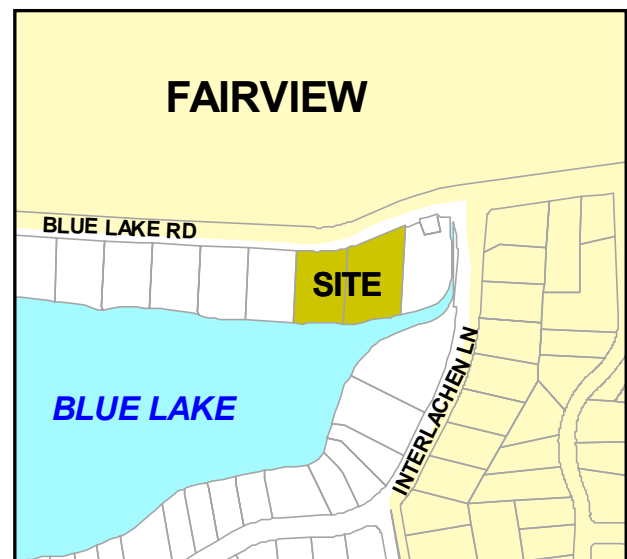 FAIRVIEW
BLUE LAKE RD
SITE
BLUE LAKE
INTERLACHEN LN